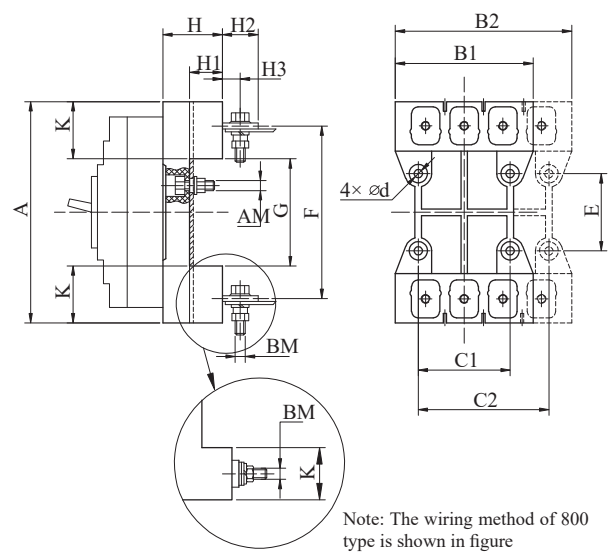 H
H2
H1
H3
K
A
K
AM
G
F
BM
BM
K
B2
B1
4× ⌀d
E
C1
C2
Note: The wiring method of 800
type is shown in figure